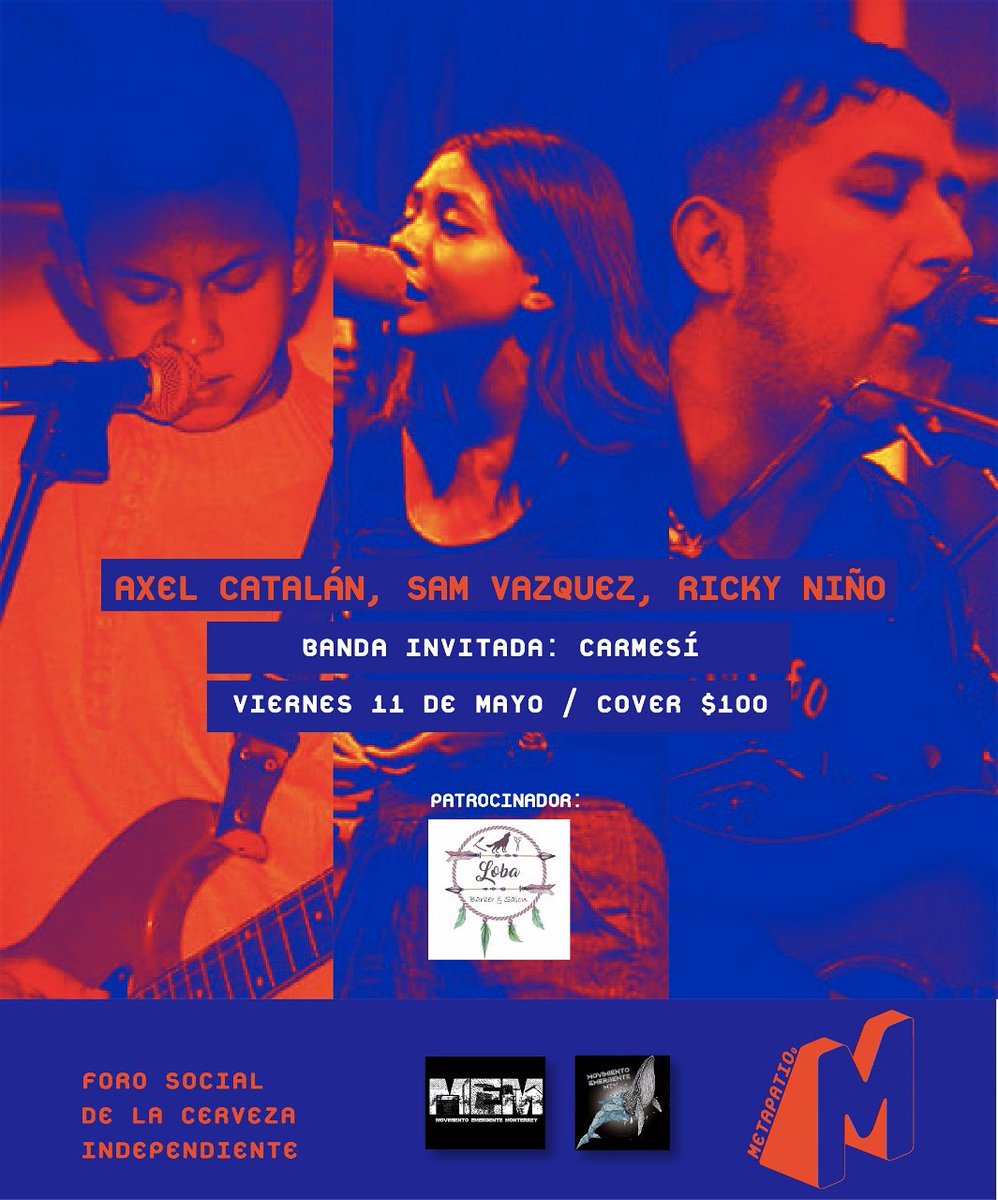 AXEL CATALÁN, SAM VAZQUEZ, RICKY NIÑO
BANDA INVITADA: CARMESÍ
VIERNES 11 DE MAYO / COVER $100
PATROCINADOR:
Loba
Barber & Salon
FORO SOCIAL
DE LA CERVEZA
INDEPENDIENTE
MEM
MOVIMIENTO EMERGENTE MONTERREY
MOVIMIENTO
EMERGENTE
MTY
METAPATIO
M